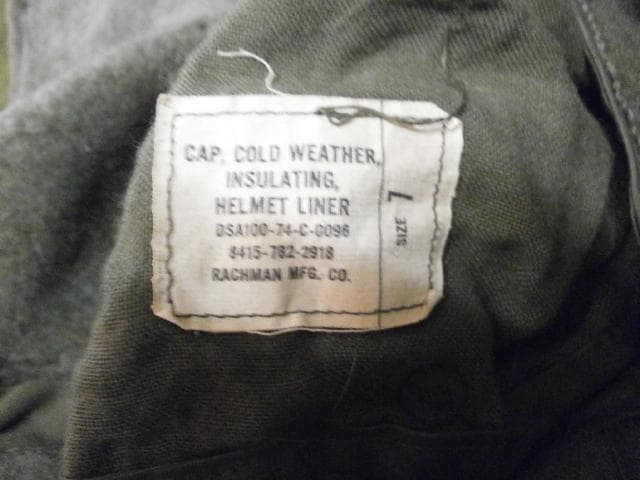 CAP, COLD WEATHER,
INSULATING,
HELMET LINER
DSA100-74-C-0096
8415-782-2918
RACHMAN MFG. CO.
SIZE 7